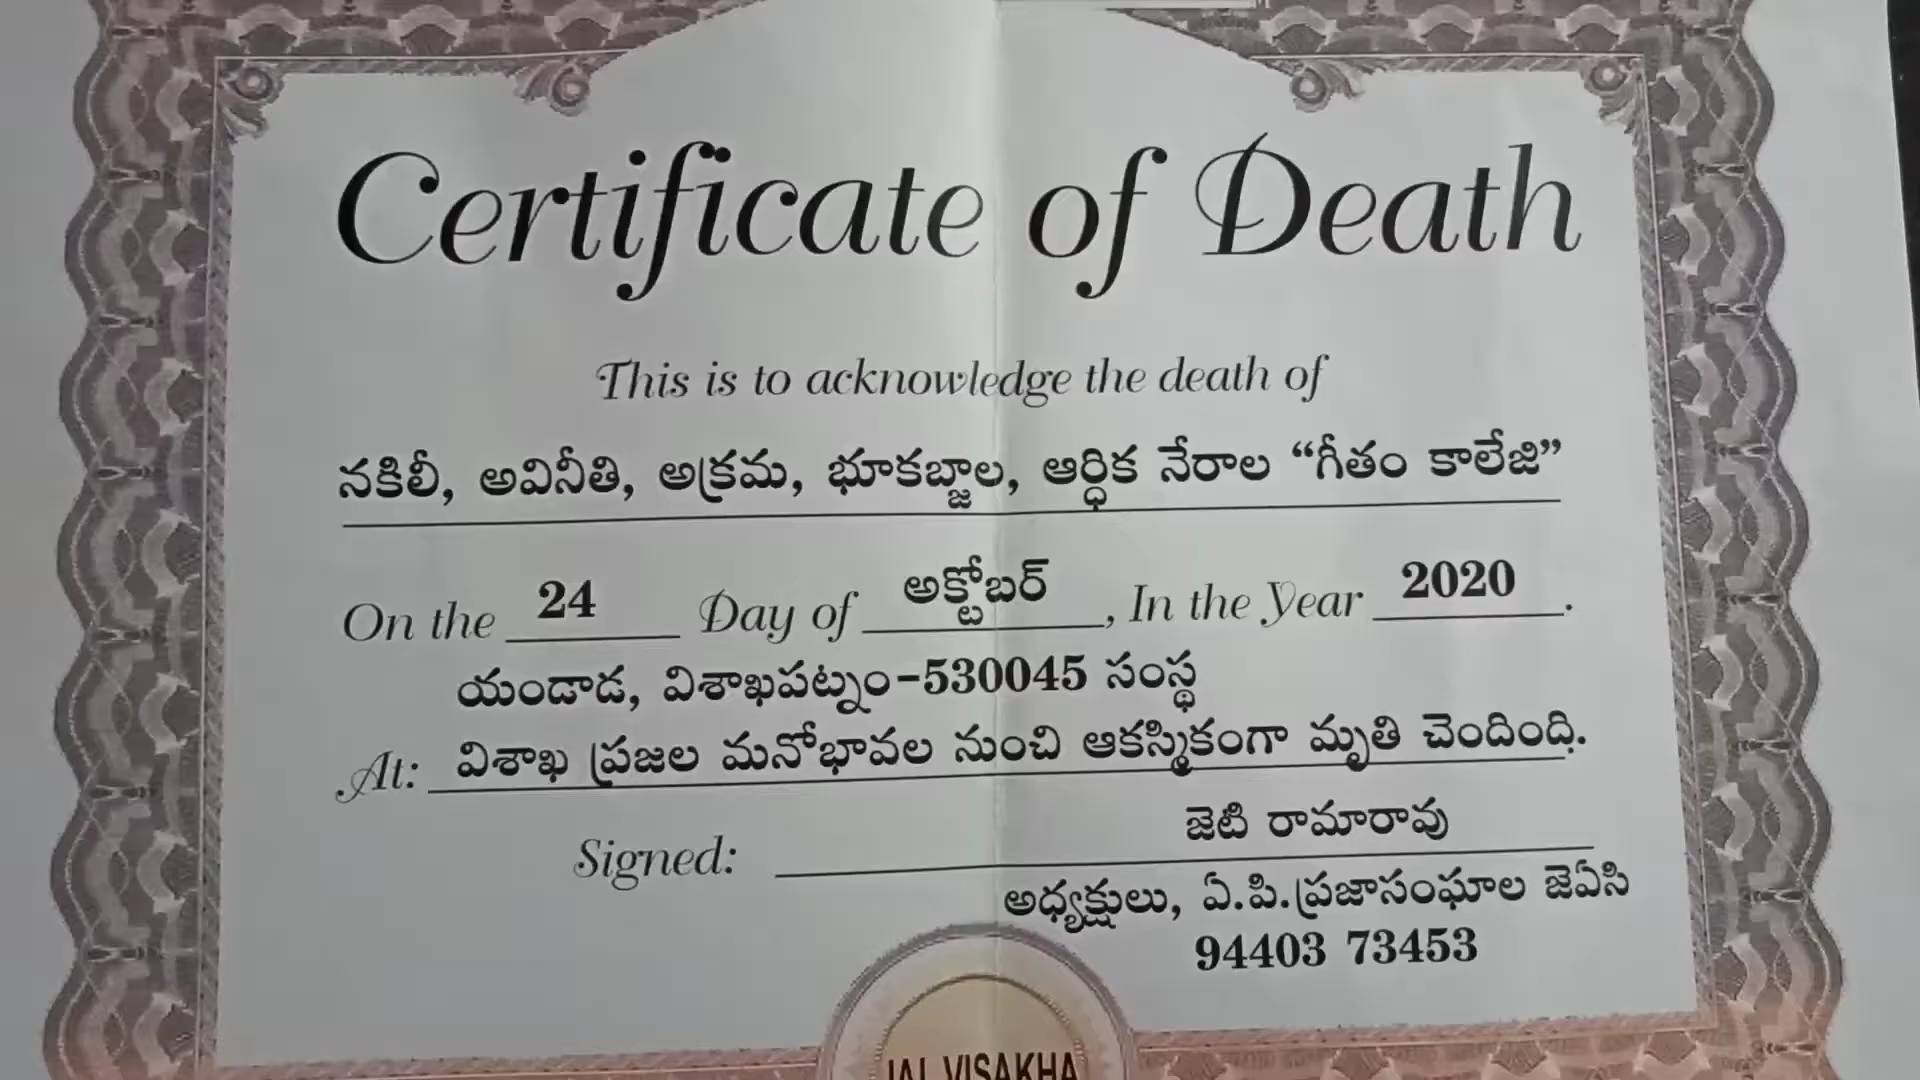 Certificate of Death
This is to acknowledge the death of
నకిలీ, అవినీతి, అక్రమ, భూకబ్జాల, ఆర్ధిక నేరాల “గీతం కాలేజి”
On the 24 Day of అక్టోబర్, In the Year 2020.
యండాడ, విశాఖపట్నం-530045 సంస్థ
At: విశాఖ ప్రజల మనోభావల నుంచి ఆకస్మికంగా మృతి చెందింది.
Signed: జెటి రామారావు
అధ్యక్షులు, ఏ.పి.ప్రజాసంఘాల జెఏసి
94403 73453
JAI VISAKHA